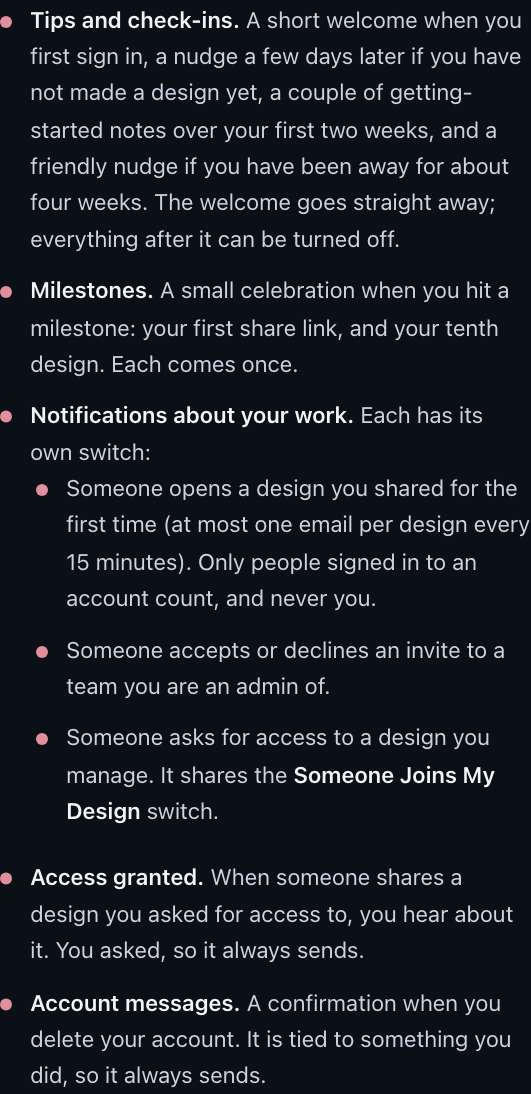 Tips and check-ins. A short welcome when you
first sign in, a nudge a few days later if you have
not made a design yet, a couple of getting-
started notes over your first two weeks, and a
friendly nudge if you have been away for about
four weeks. The welcome goes straight away;
everything after it can be turned off.
Milestones. A small celebration when you hit a
milestone: your first share link, and your tenth
design. Each comes once.
Notifications about your work. Each has its
own switch:
Someone opens a design you shared for the
first time (at most one email per design every
15 minutes). Only people signed in to an
account count, and never you.
Someone accepts or declines an invite to a
team you are an admin of.
Someone asks for access to a design you
manage. It shares the Someone Joins My
Design switch.
Access granted. When someone shares a
design you asked for access to, you hear about
it. You asked, so it always sends.
Account messages. A confirmation when you
delete your account. It is tied to something you
did, so it always sends.